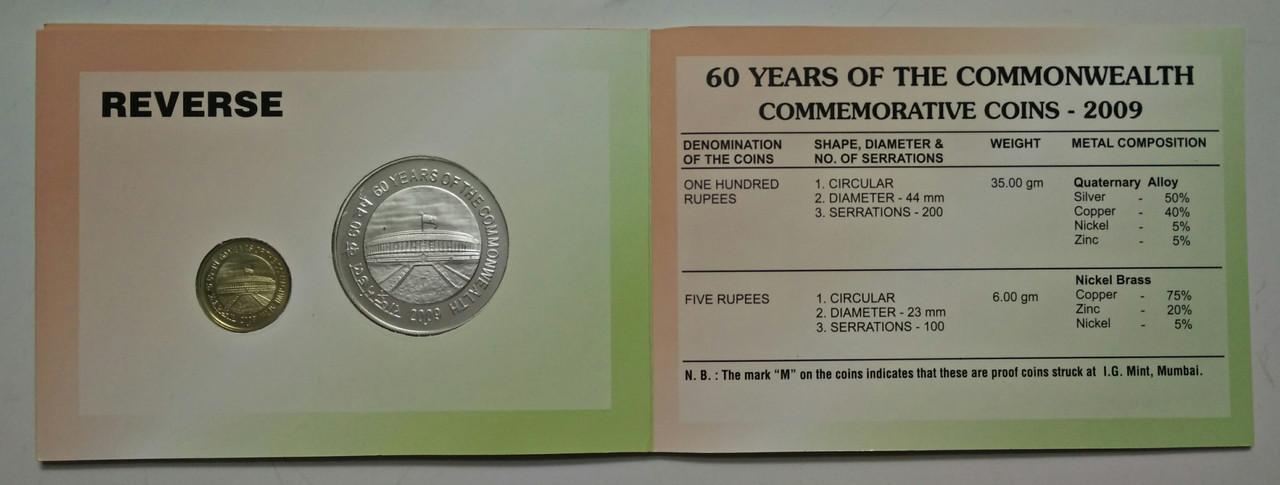 REVERSE
60 YEARS OF THE COMMONWEALTH
2009
60 YEARS OF THE COMMONWEALTH
COMMEMORATIVE COINS - 2009
DENOMINATION OF THE COINS SHAPE, DIAMETER & NO. OF SERRATIONS WEIGHT METAL COMPOSITION
ONE HUNDRED RUPEES
1. CIRCULAR
2. DIAMETER - 44 mm
3. SERRATIONS - 200
35.00 gm
Quaternary Alloy
Silver - 50%
Copper - 40%
Nickel - 5%
Zinc - 5%
FIVE RUPEES
1. CIRCULAR
2. DIAMETER - 23 mm
3. SERRATIONS - 100
6.00 gm
Nickel Brass
Copper - 75%
Zinc - 20%
Nickel - 5%
N. B. : The mark "M" on the coins indicates that these are proof coins struck at I.G. Mint, Mumbai.